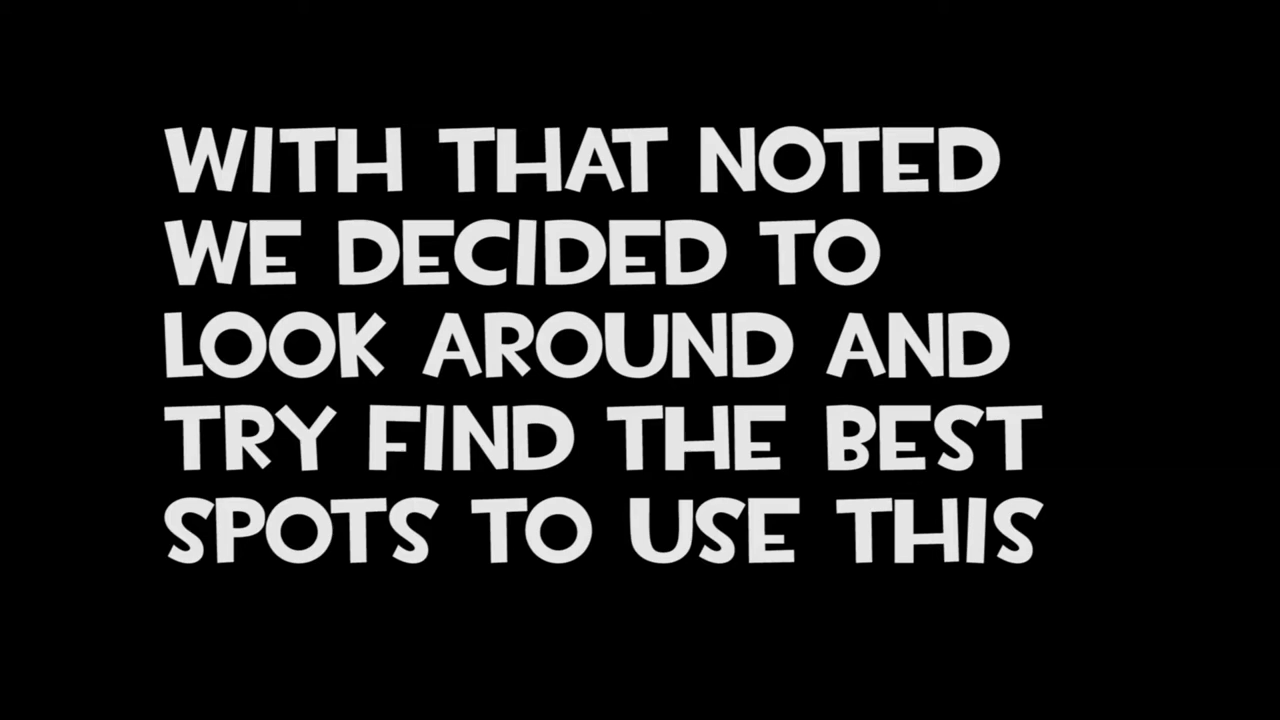 WITH THAT NOTED
WE DECIDED TO
LOOK AROUND AND
TRY FIND THE BEST
SPOTS TO USE THIS